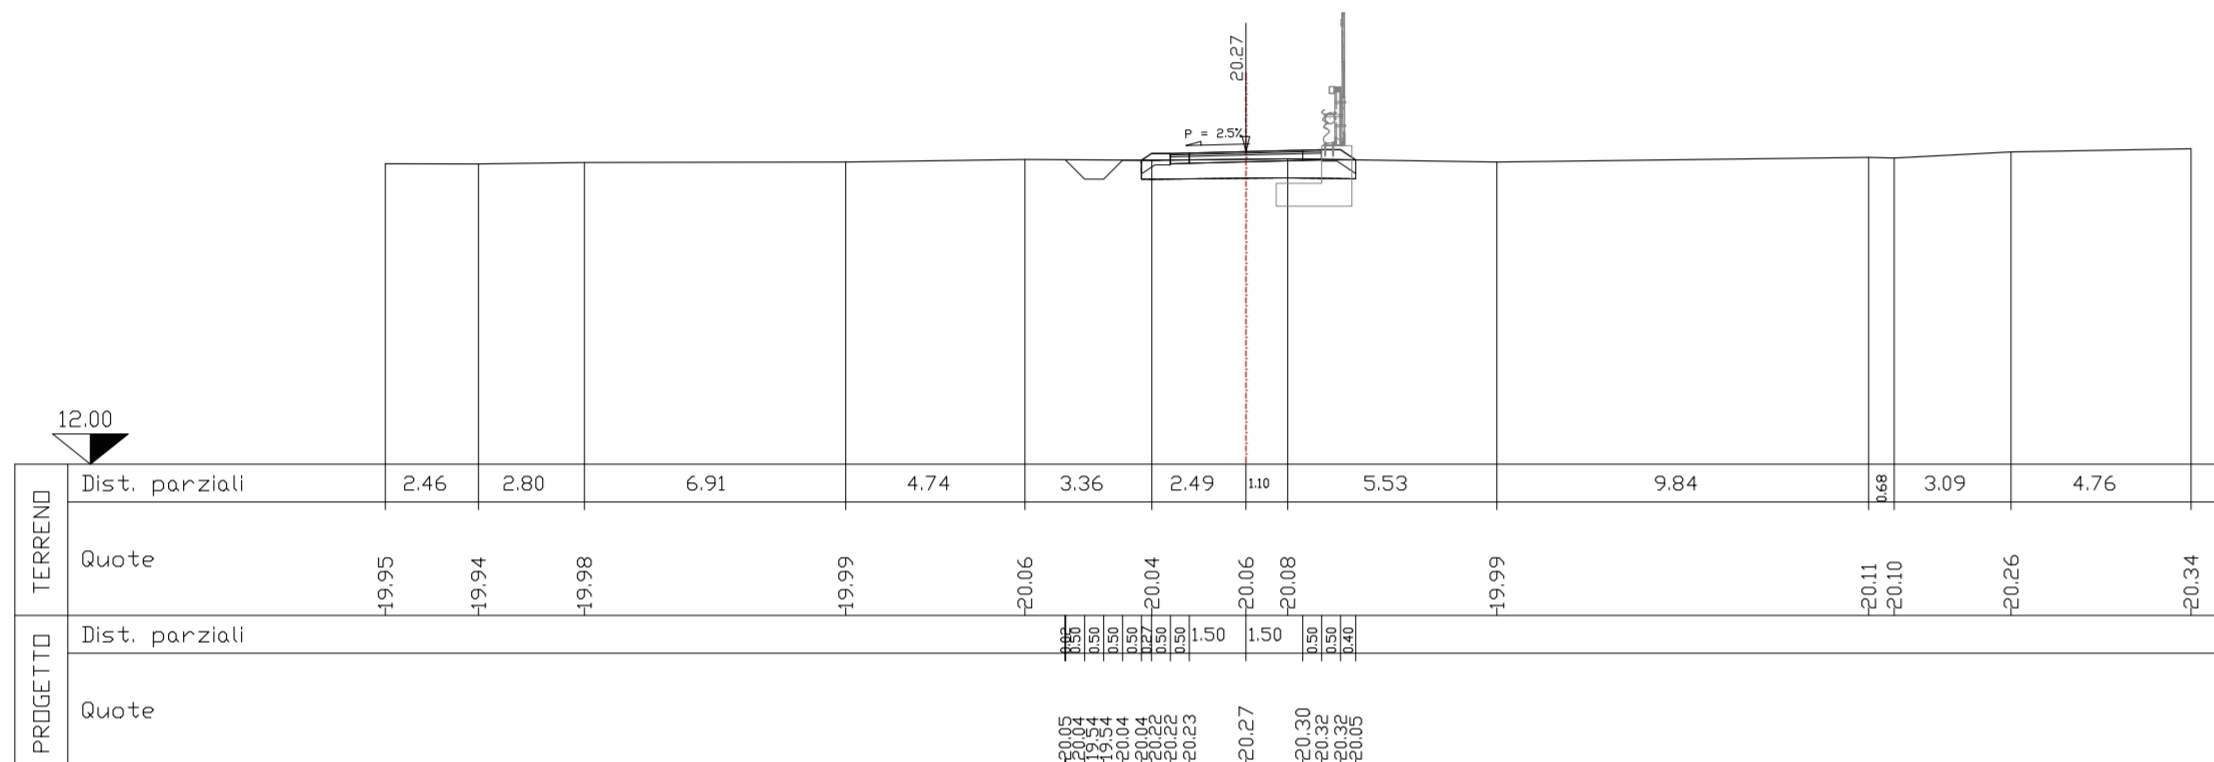 20.27
P = 2.5%
12.00
TERRENO
Dist. parziali
2.46 2.80 6.91 4.74 3.36 2.49 1.10 5.53 9.84 0.68 3.09 4.76
Quote
19.95 19.94 19.98 19.99 20.06 20.04 20.06 20.08 19.99 20.11 20.10 20.26 20.34
PROGETTO
Dist. parziali
0.02 0.50 0.50 0.50 0.50 0.27 0.50 0.50 1.50 1.50 0.50 0.50 0.40
Quote
20.05 20.04 19.54 19.54 20.04 20.04 20.22 20.22 20.23 20.27 20.30 20.32 20.32 20.05